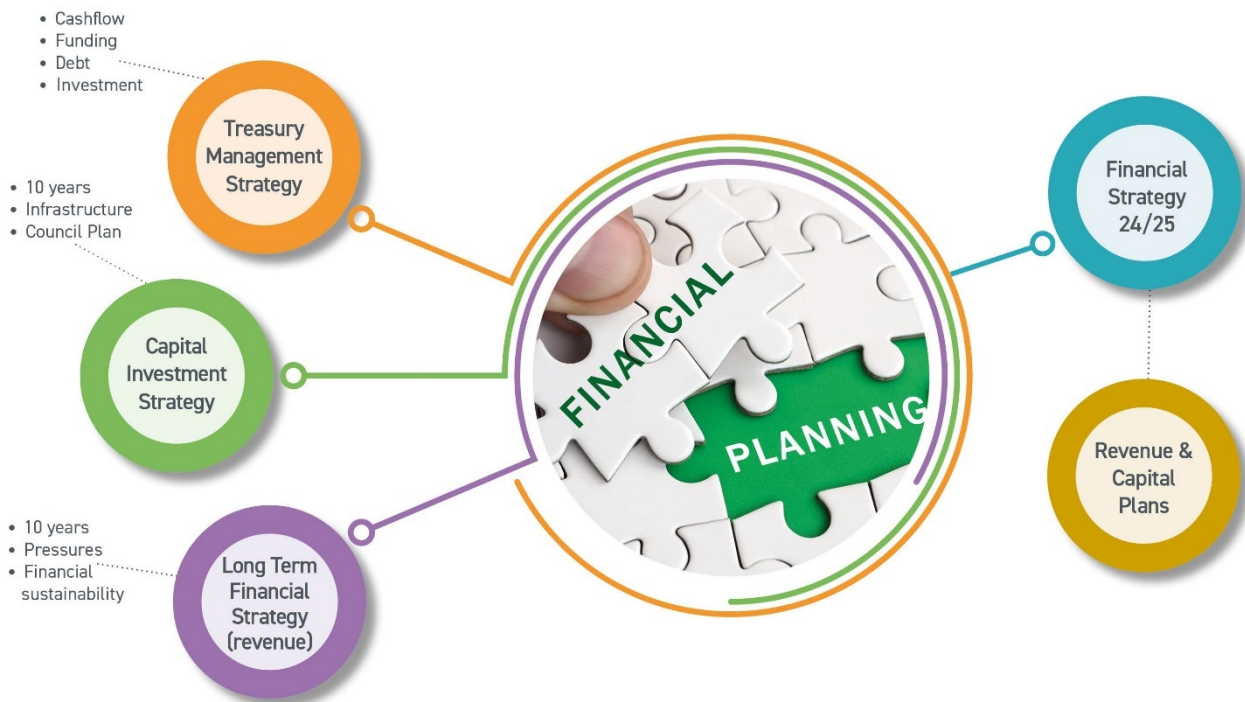 • Cashflow
• Funding
• Debt
• Investment
Treasury
Management
Strategy
• 10 years
• Infrastructure
• Council Plan
Capital
Investment
Strategy
• 10 years
• Pressures
• Financial
sustainability
Long Term
Financial
Strategy
(revenue)
FINANCIAL
PLANNING
Financial
Strategy
24/25
Revenue &
Capital
Plans